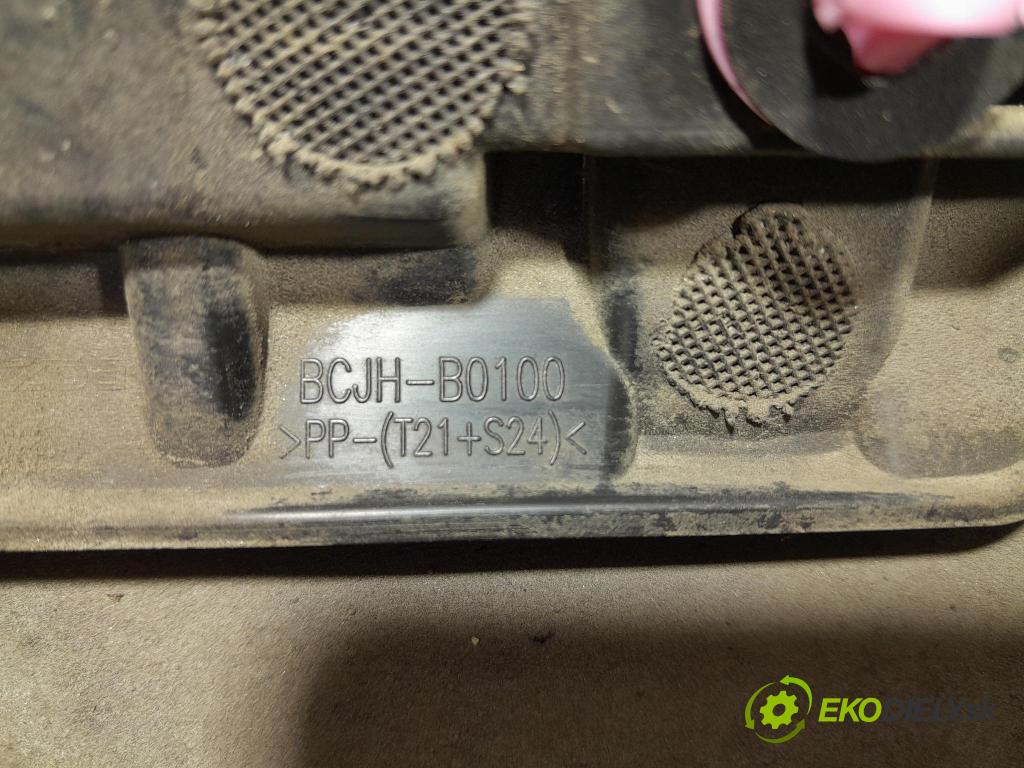 BCJH-B0100
>PP-(T21+S24)<
EKODIELY.sk